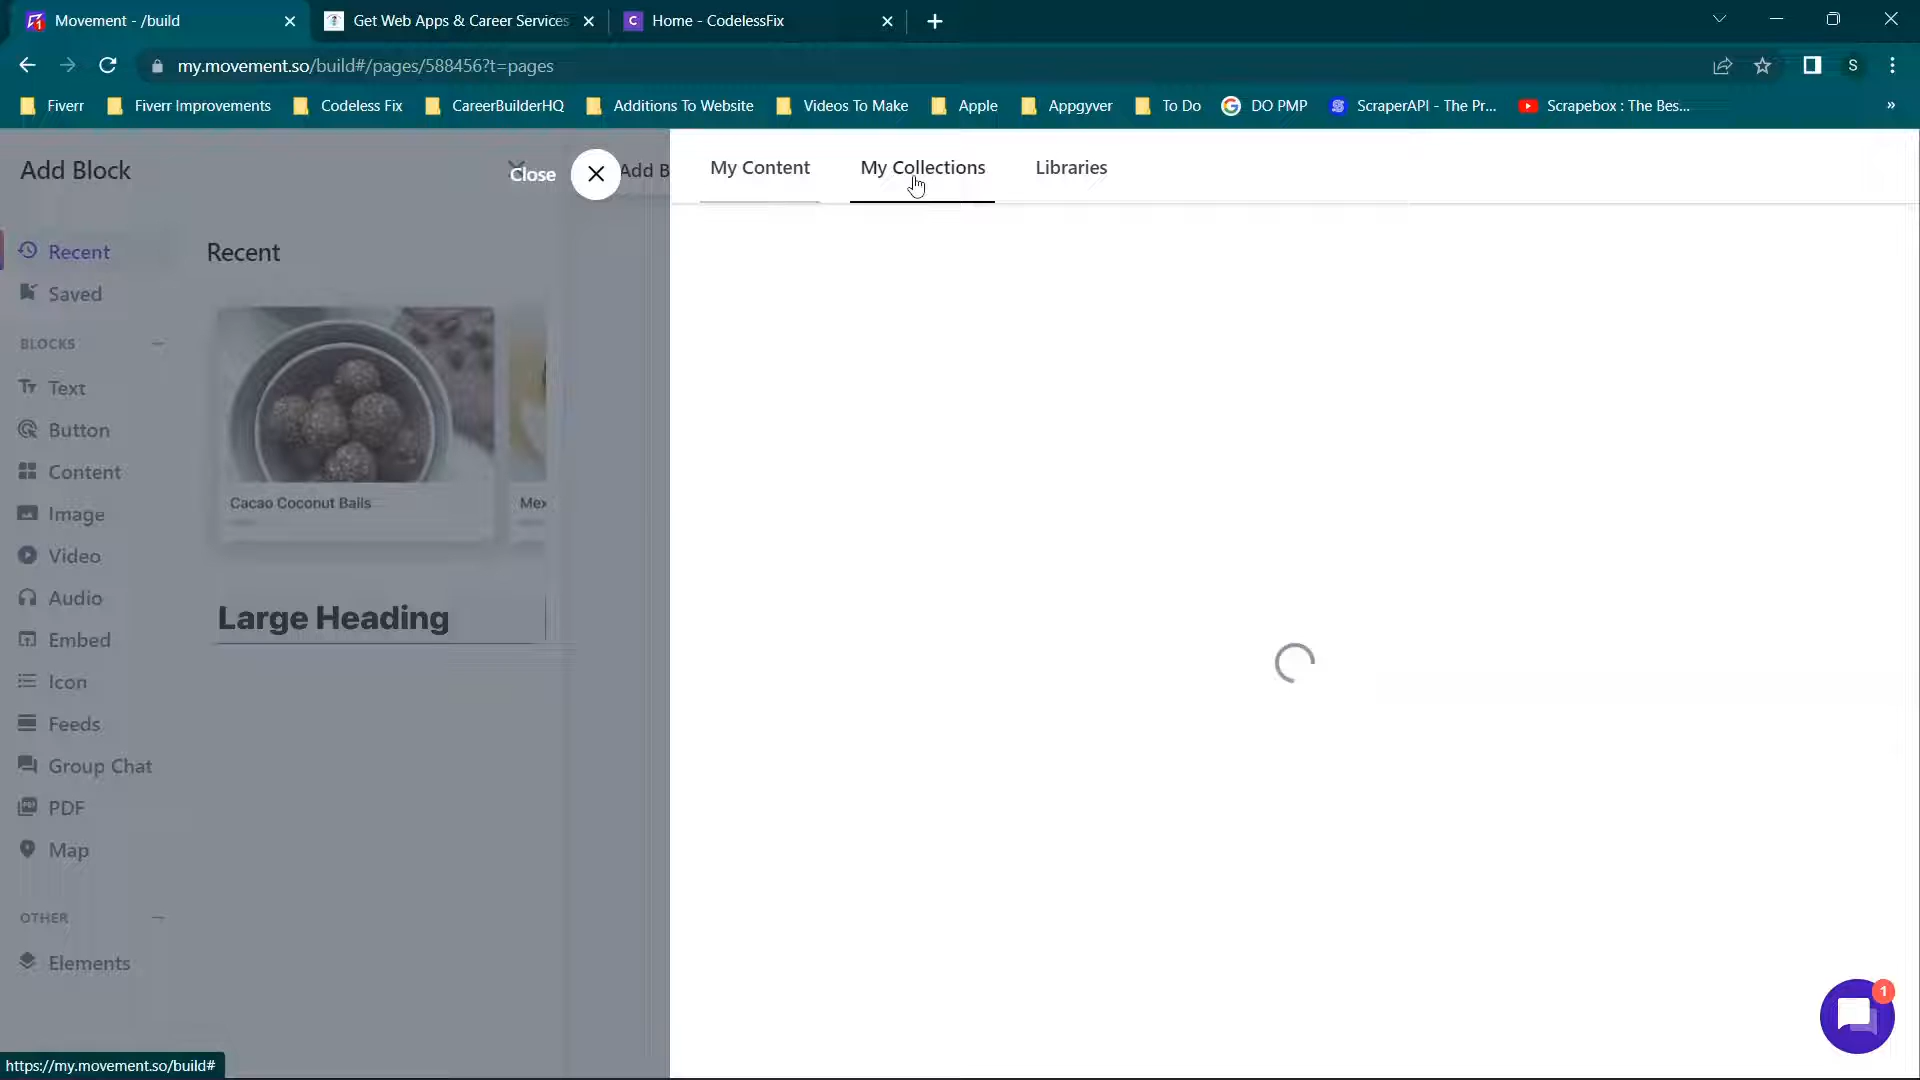 Movement - /build
Get Web Apps & Career Services
Home - CodelessFix
my.movement.so/build#/pages/588456?t=pages
S
Fiverr
Fiverr Improvements
Codeless Fix
CareerBuilderHQ
Additions To Website
Videos To Make
Apple
Appgyver
To Do
DO PMP
ScraperAPI - The Pr...
Scrapebox : The Bes...
»
Add Block
Close
Add B
My Content
My Collections
Libraries
Recent
Saved
BLOCKS
Text
Button
Content
Image
Video
Audio
Embed
Icon
Feeds
Group Chat
PDF
Map
OTHER
Elements
Recent
Cacao Coconut Balls
Mex
Large Heading
1
https://my.movement.so/build#